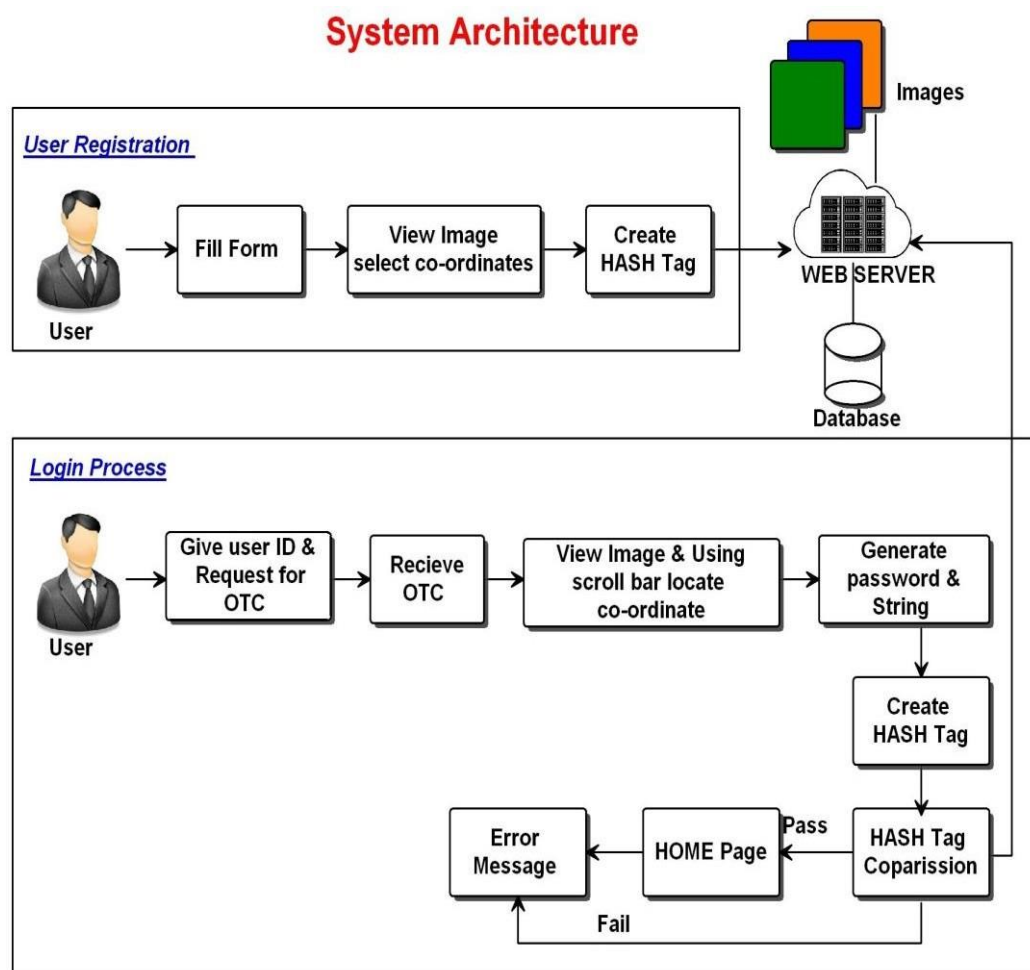 System Architecture
Images
User Registration
Fill Form
View Image
select co-ordinates
Create
HASH Tag
User
WEB SERVER
Database
Login Process
Give user ID &
Request for
OTC
Recieve
OTC
View Image & Using
scroll bar locate
co-ordinate
Generate
password &
String
User
Create
HASH Tag
Error
Message
HOME Page
Pass
HASH Tag
Coparission
Fail